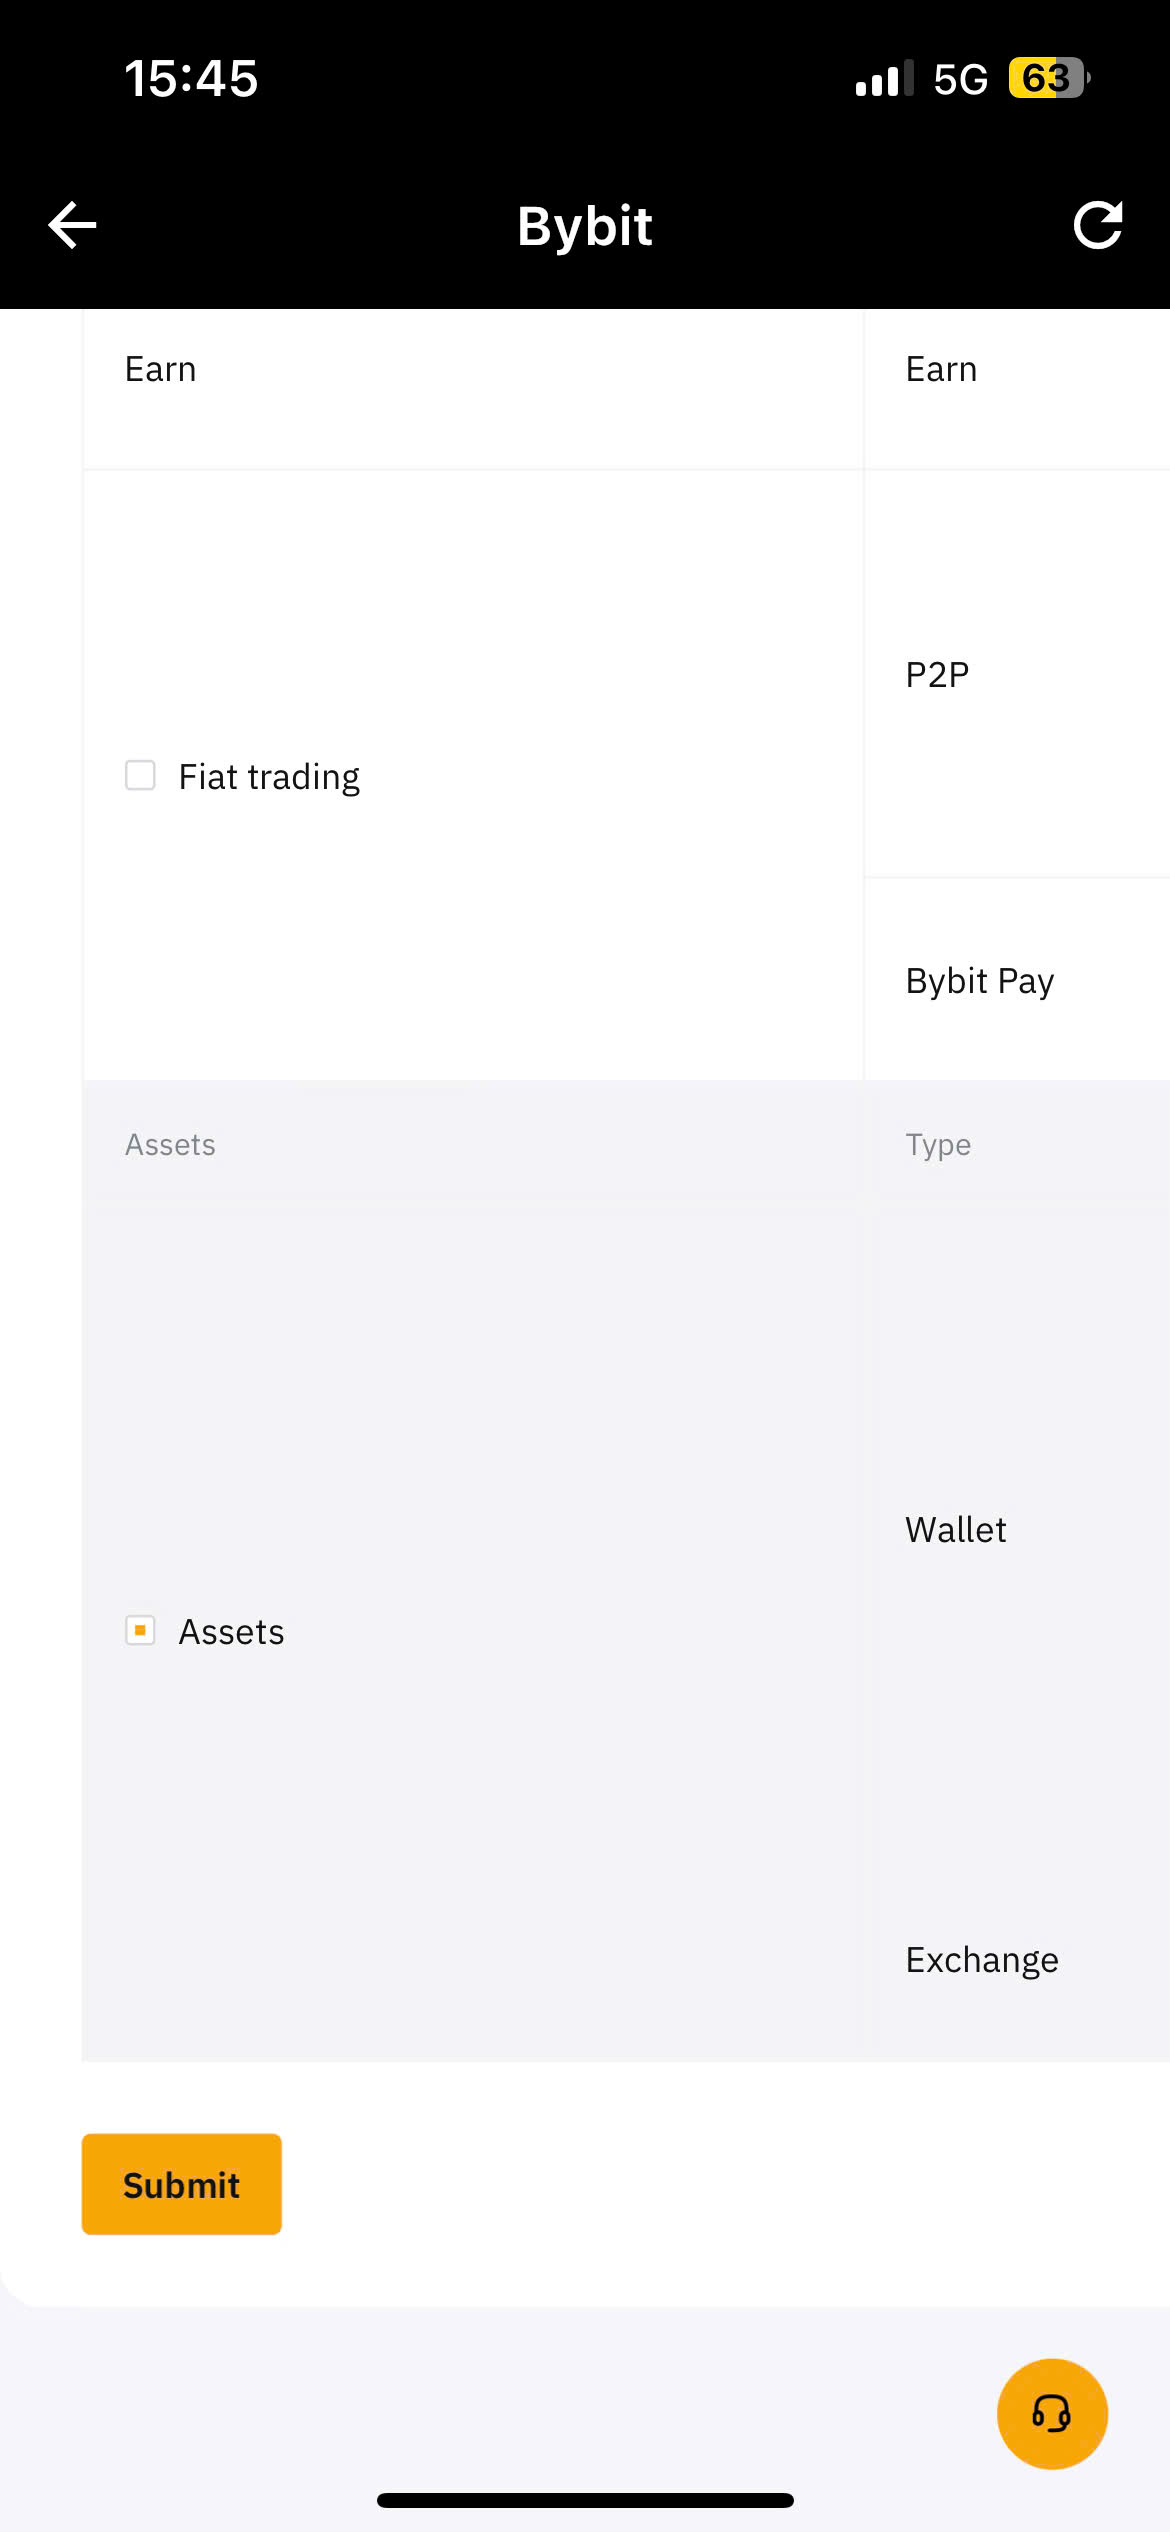 15:45
5G 63
Bybit
Earn
Earn
P2P
Fiat trading
Bybit Pay
Assets
Type
Wallet
Assets
Exchange
Submit